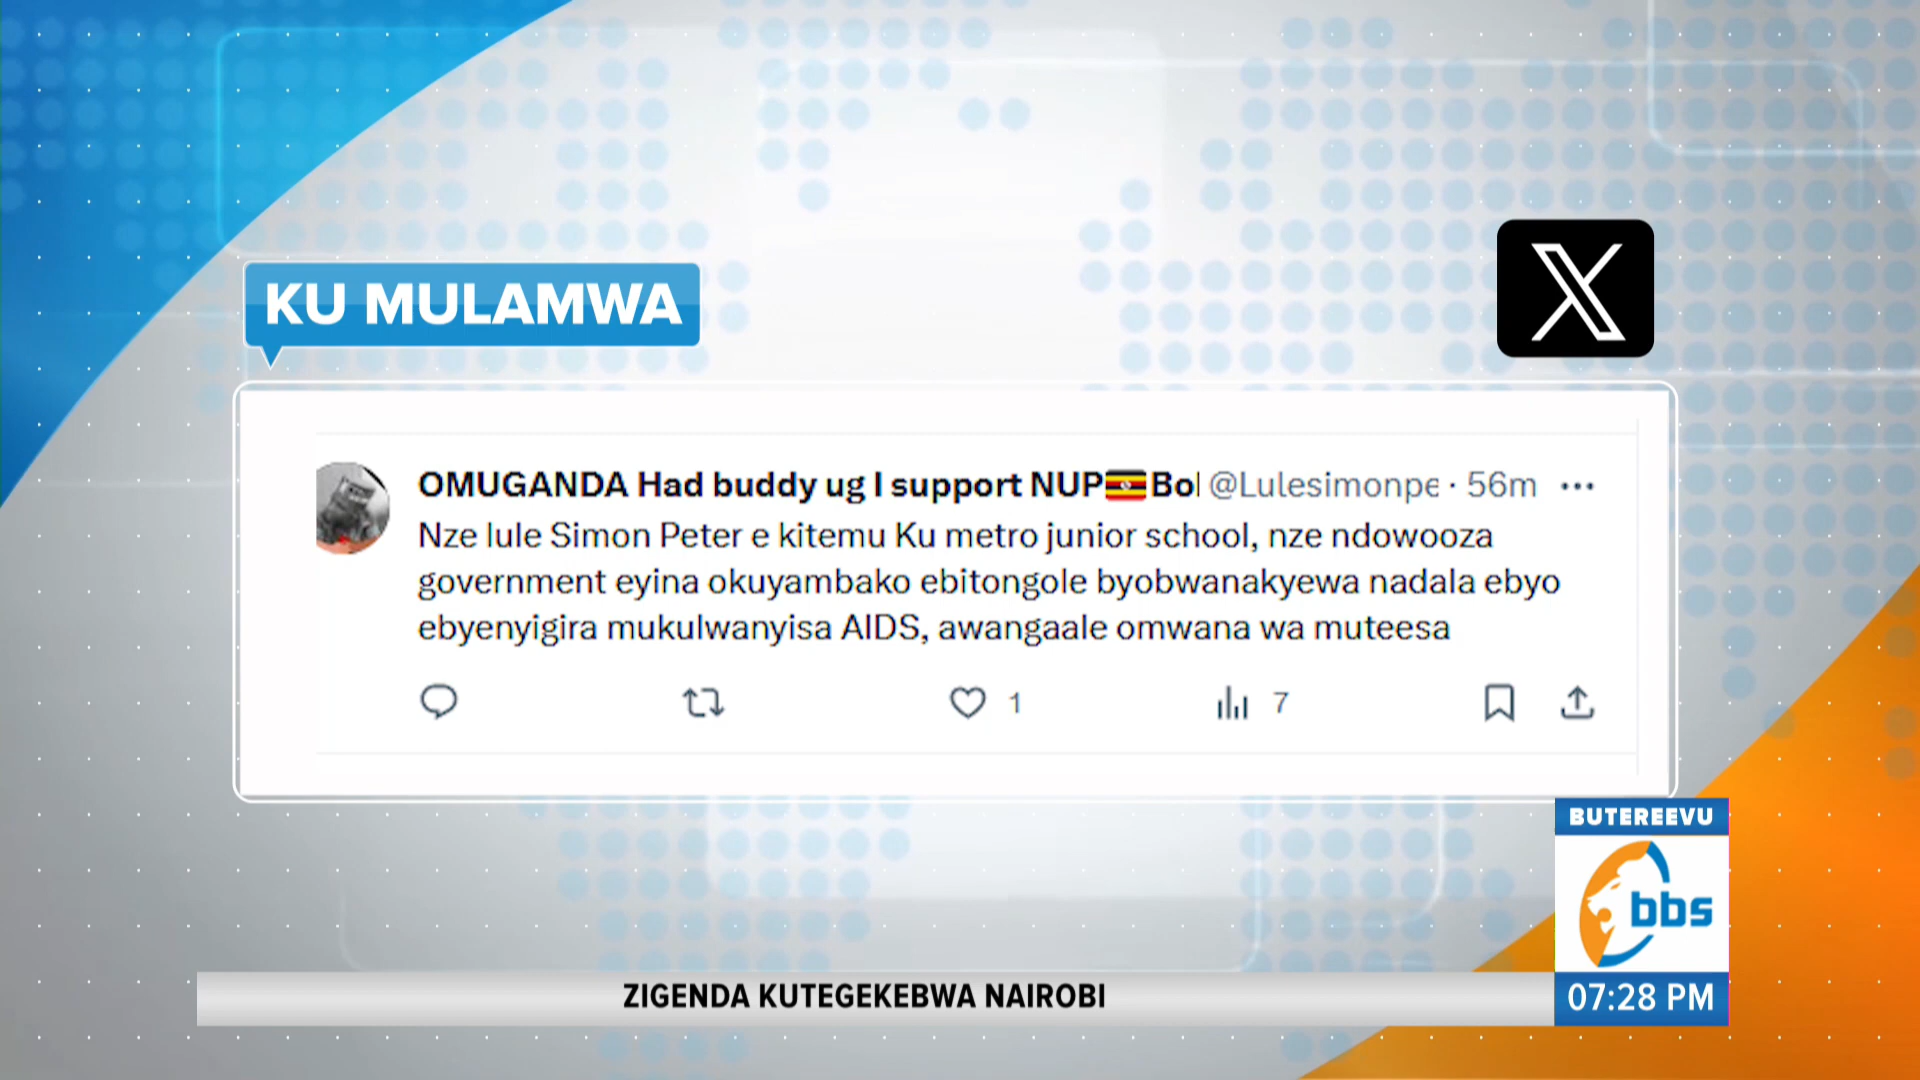 KU MULAMWA
OMUGANDA Had buddy ug I support NUP🇺🇬Bo @Lulesimonpe · 56m ···
Nze lule Simon Peter e kitemu Ku metro junior school, nze ndowooza
government eyina okuyambako ebitongole byobwanakyewa nadala ebyo
ebyenyigira mukulwanyisa AIDS, awangaale omwana wa muteesa
1 7
BUTEREEVU
bbs
07:28 PM
ZIGENDA KUTEGEKEBWA NAIROBI